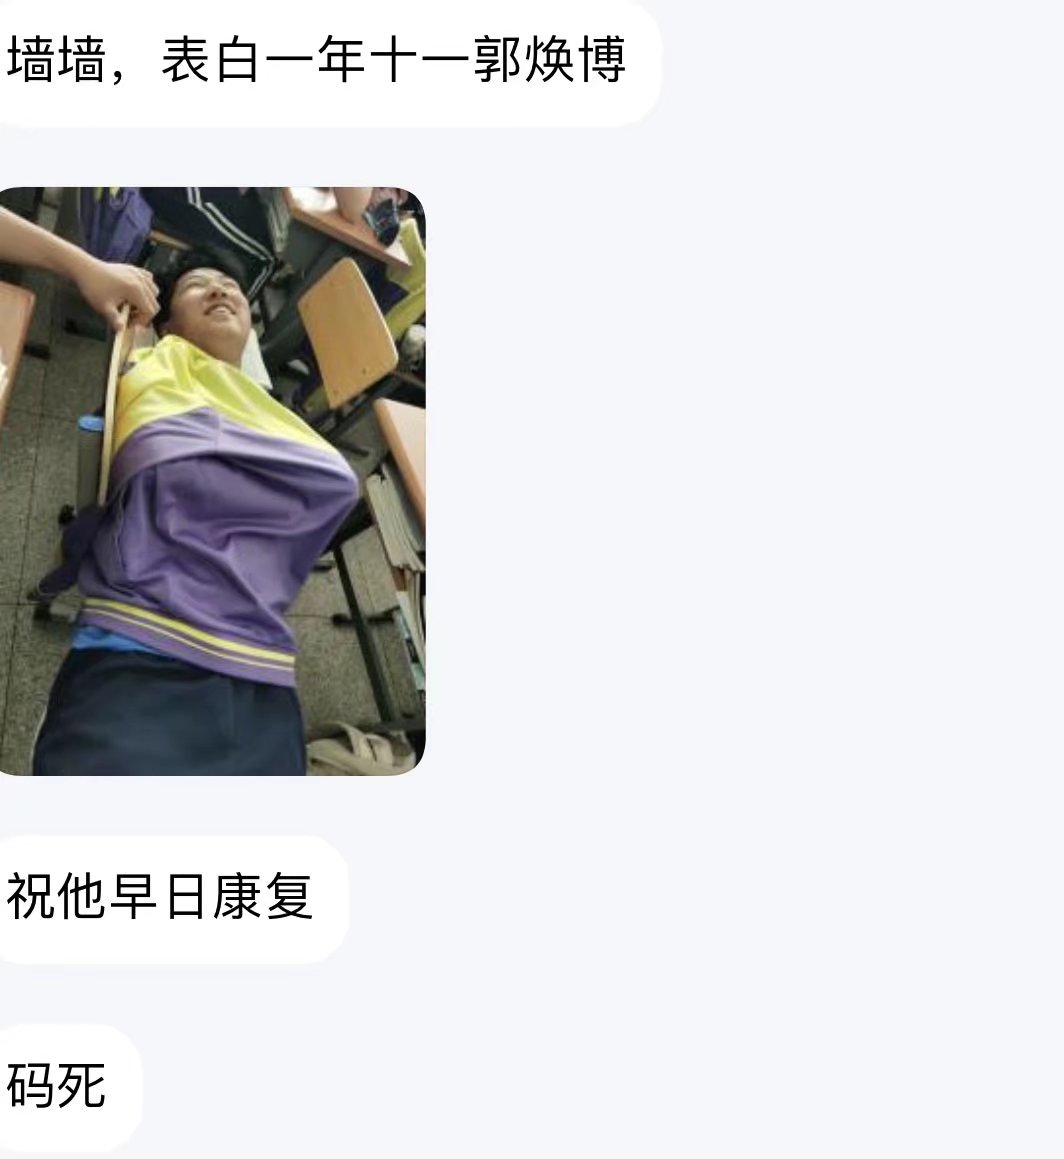 墙墙，表白一年十一郭焕博
祝他早日康复
码死